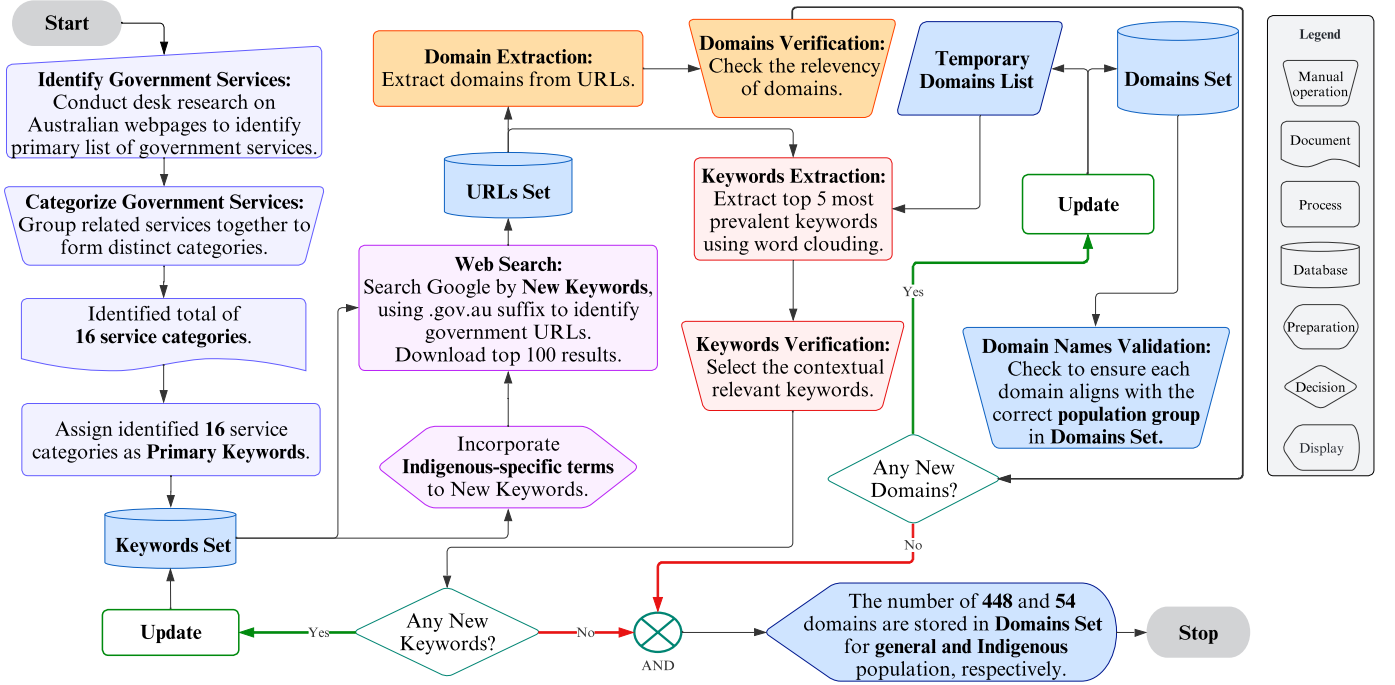 Start
Identify Government Services:
Conduct desk research on
Australian webpages to identify
primary list of government services.
Categorize Government Services:
Group related services together to
form distinct categories.
Identified total of
16 service categories.
Assign identified 16 service
categories as Primary Keywords.
Keywords Set
Update
Domain Extraction:
Extract domains from URLs.
URLs Set
Web Search:
Search Google by New Keywords,
using .gov.au suffix to identify
government URLs.
Download top 100 results.
Incorporate
Indigenous-specific terms
to New Keywords.
Any New
Keywords?
Yes
No
Domains Verification:
Check the relevency
of domains.
Keywords Extraction:
Extract top 5 most
prevalent keywords
using word clouding.
Keywords Verification:
Select the contextual
relevant keywords.
Temporary
Domains List
Domains Set
Update
Yes
Domain Names Validation:
Check to ensure each
domain aligns with the
correct population group
in Domains Set.
Any New
Domains?
No
AND
The number of 448 and 54
domains are stored in Domains Set
for general and Indigenous
population, respectively.
Stop
Legend
Manual
operation
Document
Process
Database
Preparation
Decision
Display